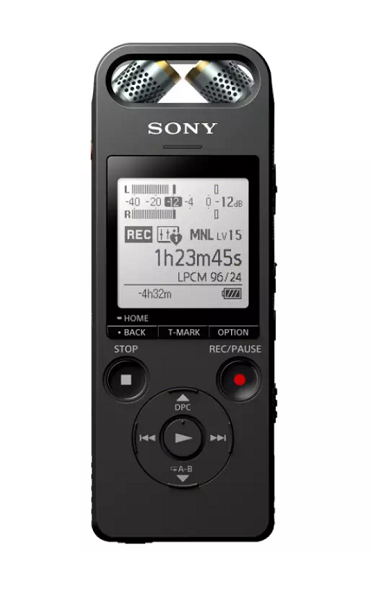 SONY
L
-40 -20 -12 -4 0 -12dB
R
REC MNL LV15
1h23m45s
LPCM 96/24
-4h32m
HOME
• BACK T-MARK OPTION
STOP REC/PAUSE
DPC
A-B